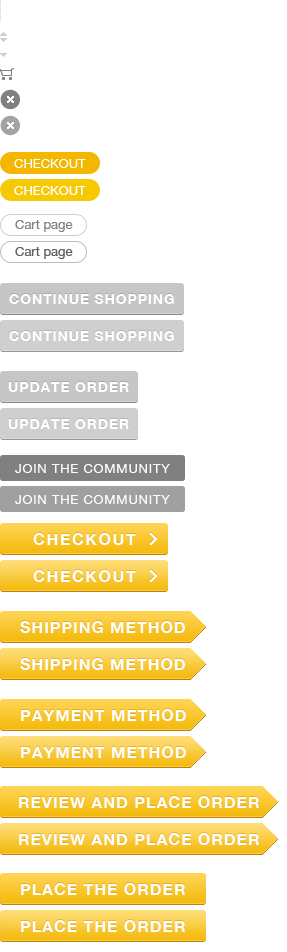 CHECKOUT
CHECKOUT
Cart page
Cart page
CONTINUE SHOPPING
CONTINUE SHOPPING
UPDATE ORDER
UPDATE ORDER
JOIN THE COMMUNITY
JOIN THE COMMUNITY
CHECKOUT
CHECKOUT
SHIPPING METHOD
SHIPPING METHOD
PAYMENT METHOD
PAYMENT METHOD
REVIEW AND PLACE ORDER
REVIEW AND PLACE ORDER
PLACE THE ORDER
PLACE THE ORDER